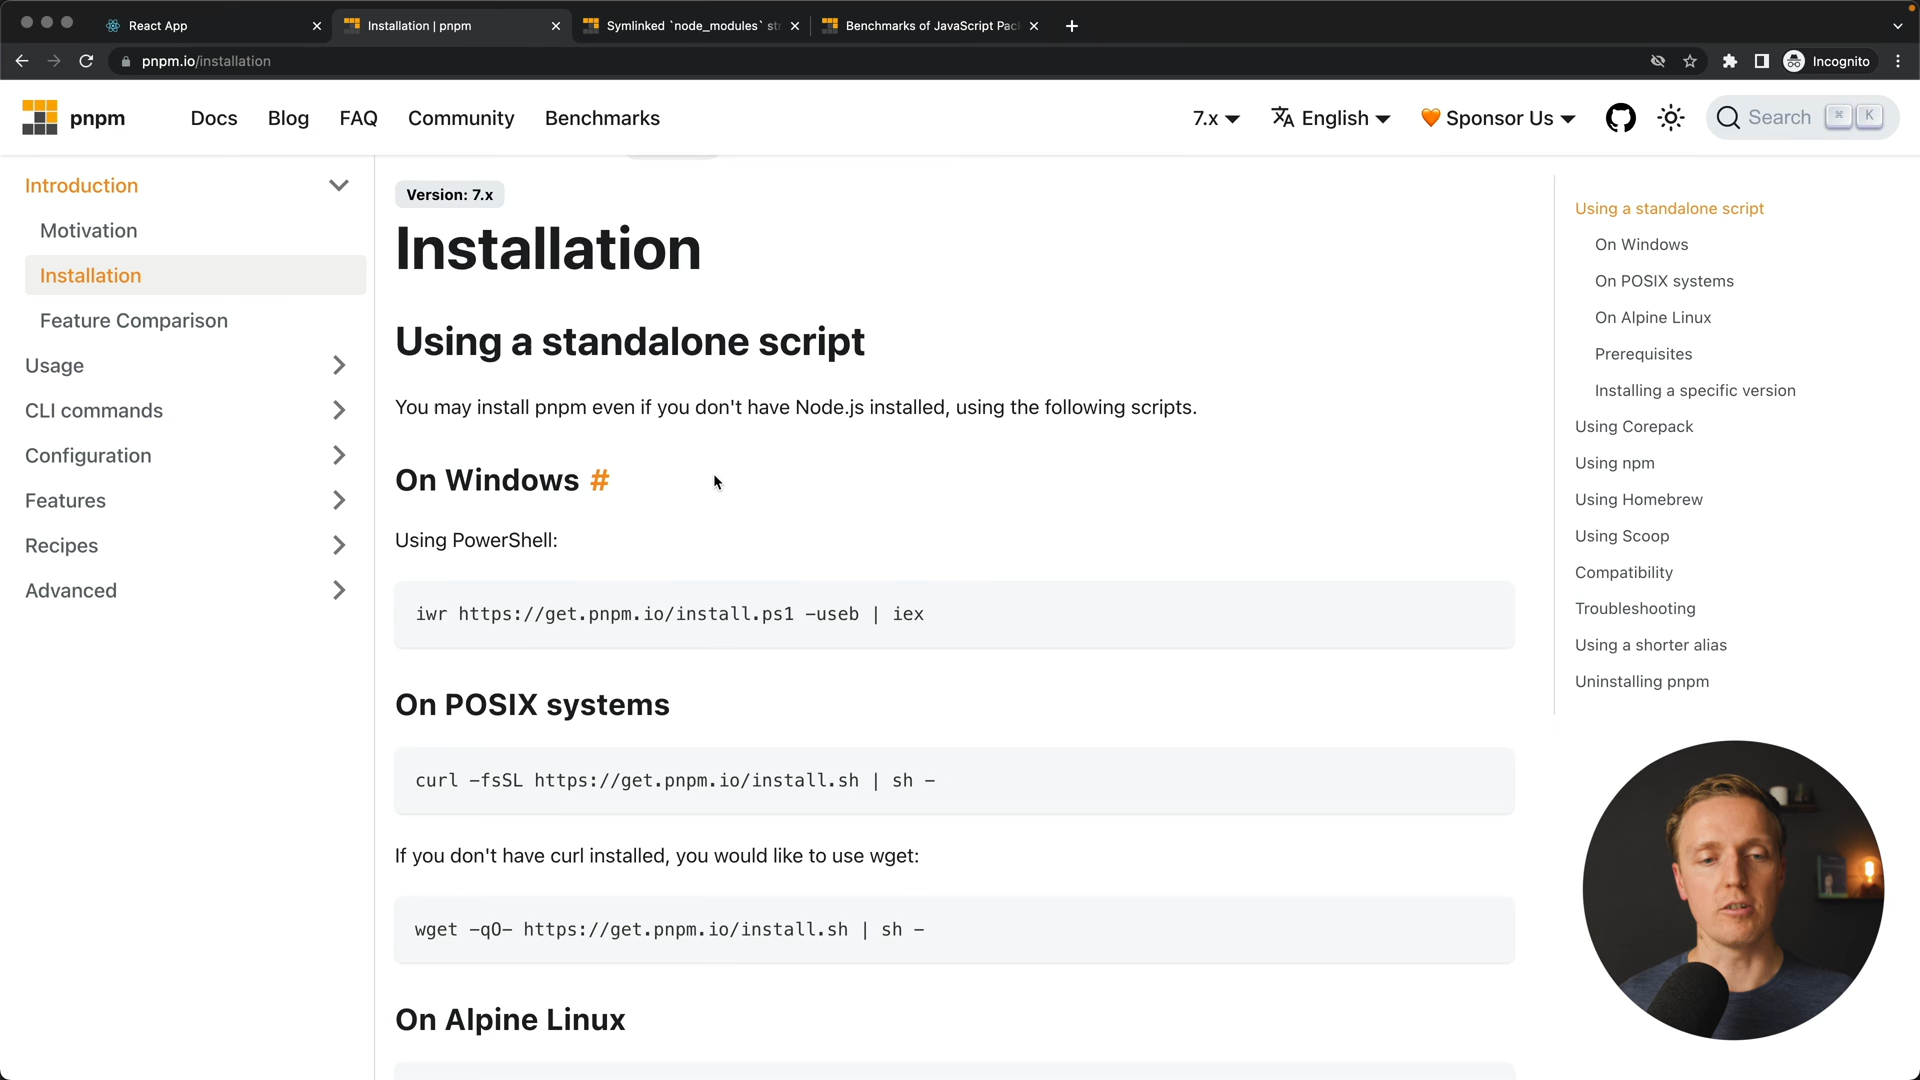 React App
Installation | pnpm
Symlinked `node_modules` st
Benchmarks of JavaScript Pac
pnpm.io/installation
Incognito
pnpm
Docs
Blog
FAQ
Community
Benchmarks
7.x
English
Sponsor Us
Search
⌘
K
Introduction
Motivation
Installation
Feature Comparison
Usage
CLI commands
Configuration
Features
Recipes
Advanced
Version: 7.x
Installation
Using a standalone script
You may install pnpm even if you don't have Node.js installed, using the following scripts.
On Windows #
Using PowerShell:
iwr https://get.pnpm.io/install.ps1 -useb | iex
On POSIX systems
curl -fsSL https://get.pnpm.io/install.sh | sh -
If you don't have curl installed, you would like to use wget:
wget -qO- https://get.pnpm.io/install.sh | sh -
On Alpine Linux
Using a standalone script
On Windows
On POSIX systems
On Alpine Linux
Prerequisites
Installing a specific version
Using Corepack
Using npm
Using Homebrew
Using Scoop
Compatibility
Troubleshooting
Using a shorter alias
Uninstalling pnpm